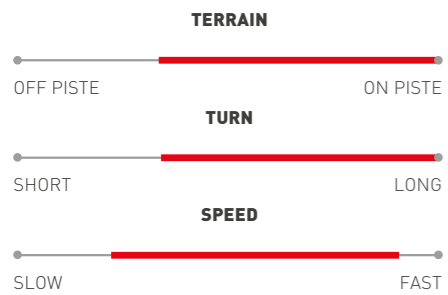 TERRAIN
OFF PISTE ON PISTE
TURN
SHORT LONG
SPEED
SLOW FAST